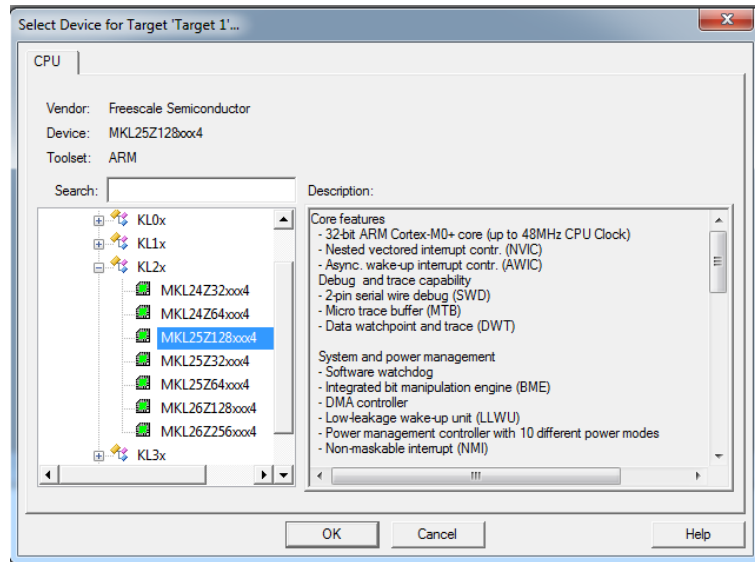 Select Device for Target 'Target 1'...
CPU
Vendor: Freescale Semiconductor
Device: MKL25Z128xxx4
Toolset: ARM
Search:
Description:
KL0x
KL1x
KL2x
MKL24Z32xxx4
MKL24Z64xxx4
MKL25Z128xxx4
MKL25Z32xxx4
MKL25Z64xxx4
MKL26Z128xxx4
MKL26Z256xxx4
KL3x
Core features
- 32-bit ARM Cortex-M0+ core (up to 48MHz CPU Clock)
- Nested vectored interrupt contr. (NVIC)
- Async. wake-up interrupt contr. (AWIC)
Debug and trace capability
- 2-pin serial wire debug (SWD)
- Micro trace buffer (MTB)
- Data watchpoint and trace (DWT)
System and power management
- Software watchdog
- Integrated bit manipulation engine (BME)
- DMA controller
- Low-leakage wake-up unit (LLWU)
- Power management controller with 10 different power modes
- Non-maskable interrupt (NMI)
OK
Cancel
Help